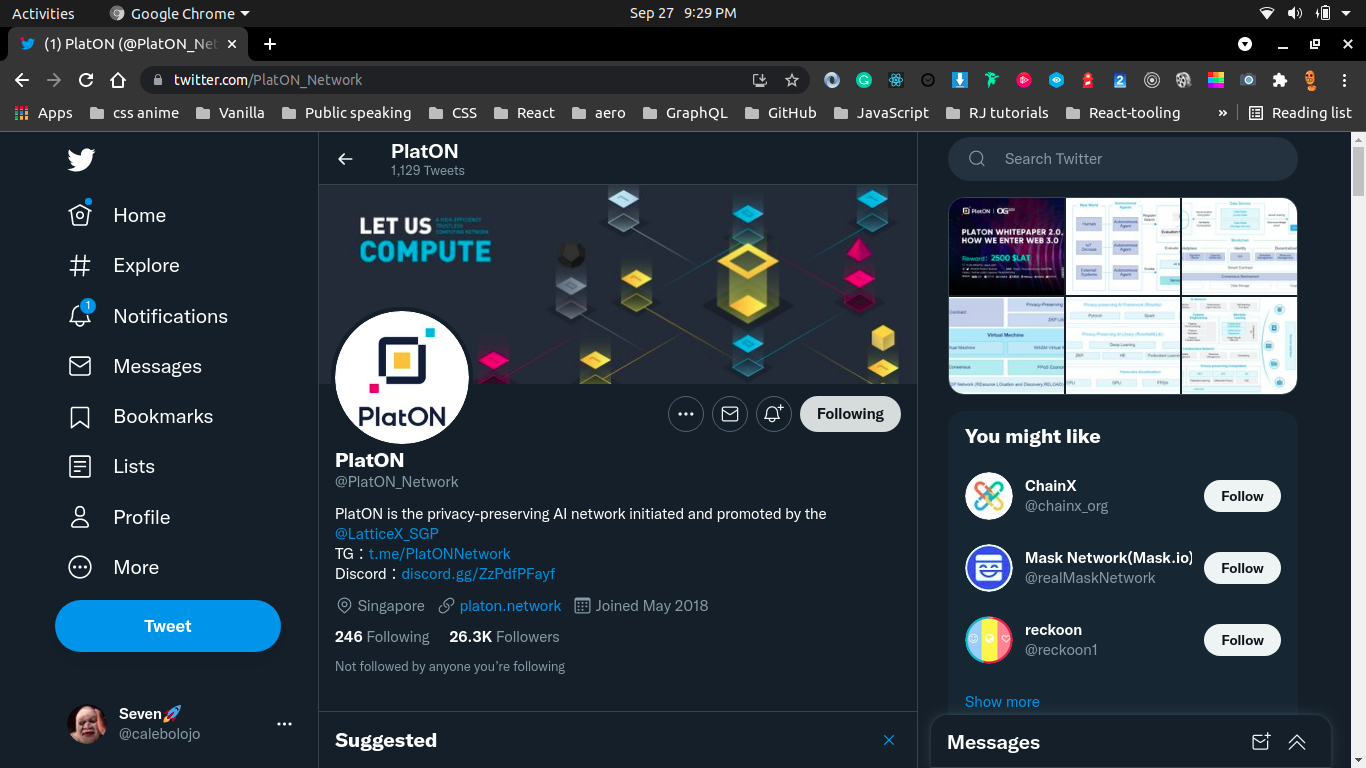 Activities
Google Chrome
Sep 27 9:29 PM
(1) PlatON (@PlatON_Net
twitter.com/PlatON_Network
Apps
css anime
Vanilla
Public speaking
CSS
React
aero
GraphQL
GitHub
JavaScript
RJ tutorials
React-tooling
»
Reading list
Home
Explore
1
Notifications
Messages
Bookmarks
Lists
Profile
More
Tweet
Seven🚀
@calebolojo
PlatON
1,129 Tweets
LET US
COMPUTE
A HIGH-EFFICIENCY
TRUSTLESS
COMPUTING NETWORK
PlatON
Following
PlatON
@PlatON_Network
PlatON is the privacy-preserving AI network initiated and promoted by the
@LatticeX_SGP
TG：t.me/PlatONNetwork
Discord：discord.gg/ZzPdfPFayf
Singapore platon.network Joined May 2018
246 Following 26.3K Followers
Not followed by anyone you're following
Suggested
Search Twitter
PlatON OG
PLATON WHITEPAPER 2.0,
HOW WE ENTER WEB 3.0
Reward: 2500 $LAT
You might like
ChainX
@chainx_org
Follow
Mask Network(Mask.io)
@realMaskNetwork
Follow
reckoon
@reckoon1
Follow
Show more
Messages